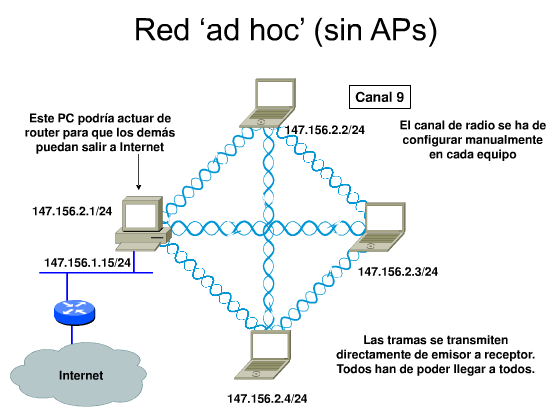 Red ‘ad hoc’ (sin APs)
Canal 9
Este PC podría actuar de
router para que los demás
puedan salir a Internet
147.156.2.2/24
El canal de radio se ha de
configurar manualmente
en cada equipo
147.156.2.1/24
147.156.1.15/24
147.156.2.3/24
Las tramas se transmiten
directamente de emisor a receptor.
Todos han de poder llegar a todos.
Internet
147.156.2.4/24